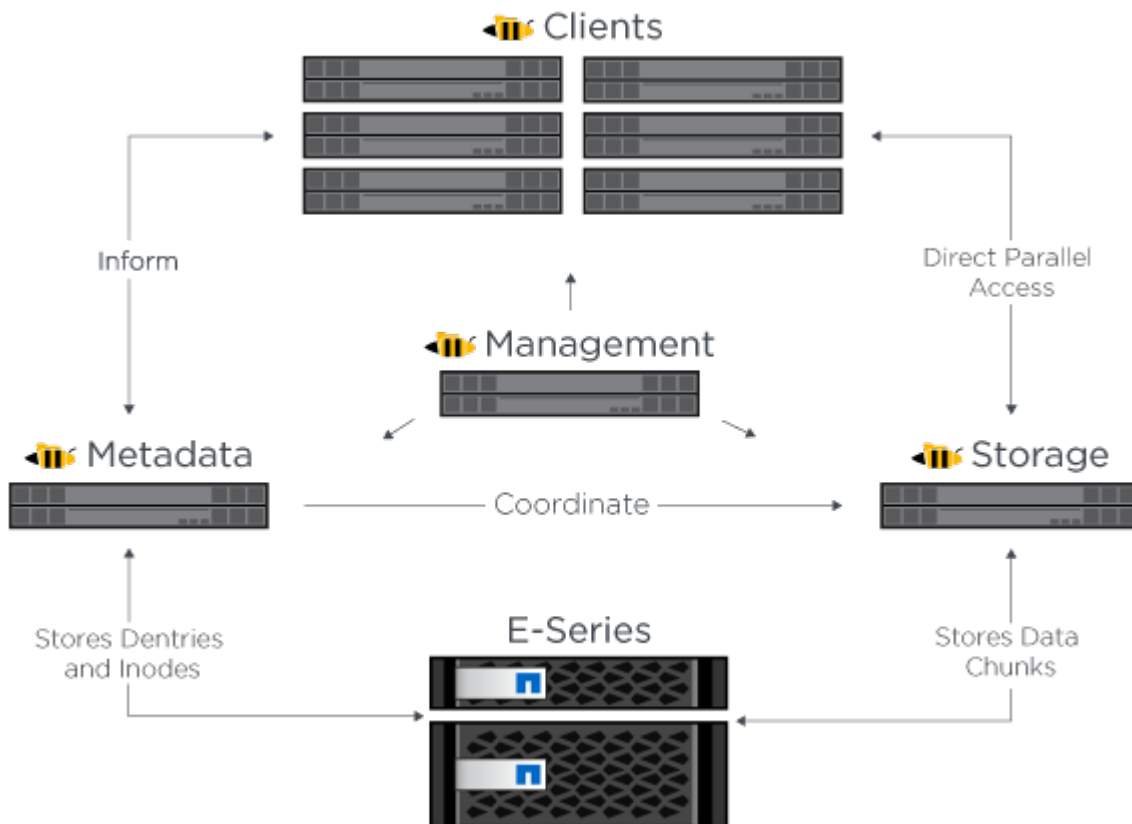 Clients
Inform
Direct Parallel
Access
Management
Metadata
Storage
Coordinate
Stores Dentries
and Inodes
E-Series
Stores Data
Chunks